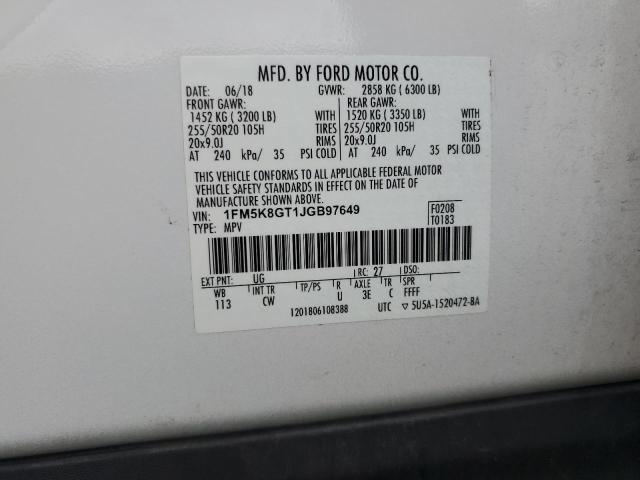 MFD. BY FORD MOTOR CO.
DATE: 06/18 GVWR: 2858 KG ( 6300 LB)
FRONT GAWR: REAR GAWR:
1452 KG ( 3200 LB) WITH 1520 KG ( 3350 LB) WITH
255/50R20 105H TIRES 255/50R20 105H TIRES
20x9.0J RIMS 20x9.0J RIMS
AT 240 kPa/ 35 PSI COLD AT 240 kPa/ 35 PSI COLD
THIS VEHICLE CONFORMS TO ALL APPLICABLE FEDERAL MOTOR
VEHICLE SAFETY STANDARDS IN EFFECT ON THE DATE OF
MANUFACTURE SHOWN ABOVE.
VIN: 1FM5K8GT1JGB97649 F0208
TYPE: MPV T0183
EXT PNT: UG RC: 27 DSO:
WB INT TR TP/PS R AXLE TR SPR
113 CW U 3E C FFFF
1201806108388 UTC ▽ 5U5A-1520472-BA